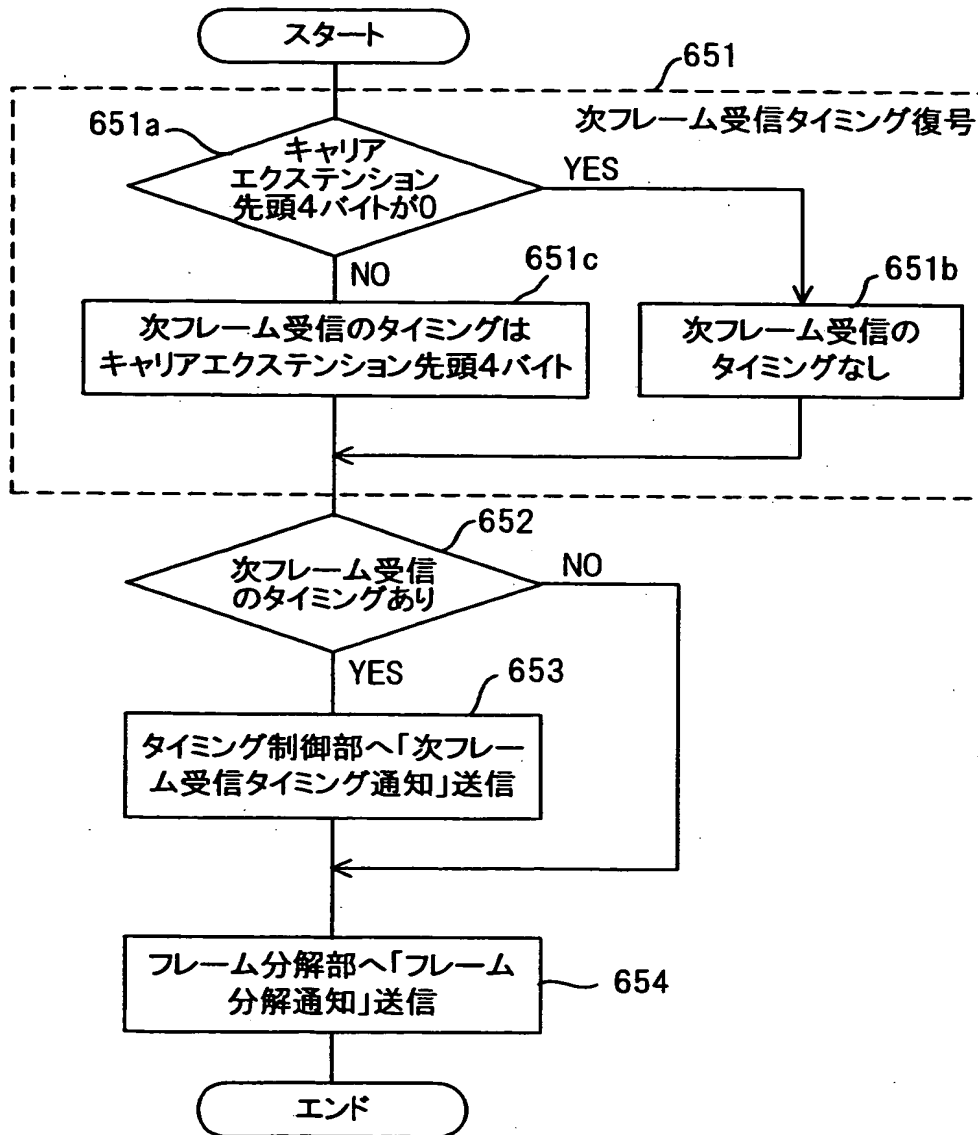 スタート
651
次フレーム受信タイミング復号
651a
キャリア
エクステンション
先頭4バイトが0
YES
NO
651c
651b
次フレーム受信のタイミングは
キャリアエクステンション先頭4バイト
次フレーム受信の
タイミングなし
652
次フレーム受信
のタイミングあり
NO
YES
653
タイミング制御部へ「次フレー
ム受信タイミング通知」送信
フレーム分解部へ「フレーム
分解通知」送信
654
エンド